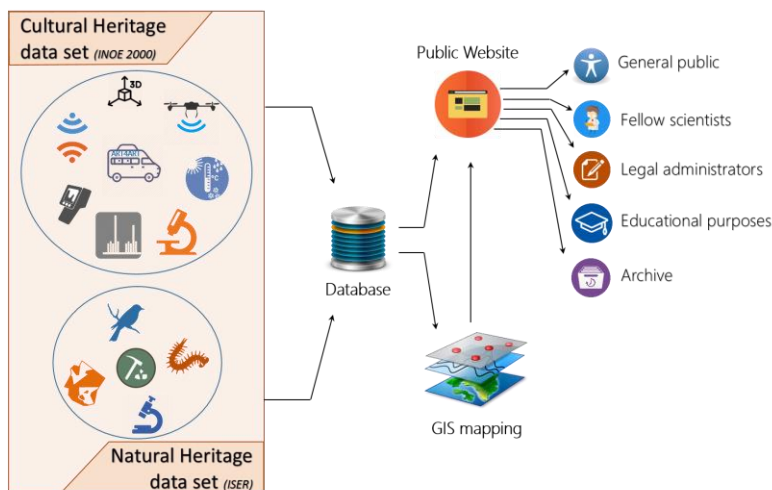 Cultural Heritage
data set (INOE 2000)
3D
ART4ART
°C
Natural Heritage
data set (ISER)
Database
Public Website
GIS mapping
General public
Fellow scientists
Legal administrators
Educational purposes
Archive